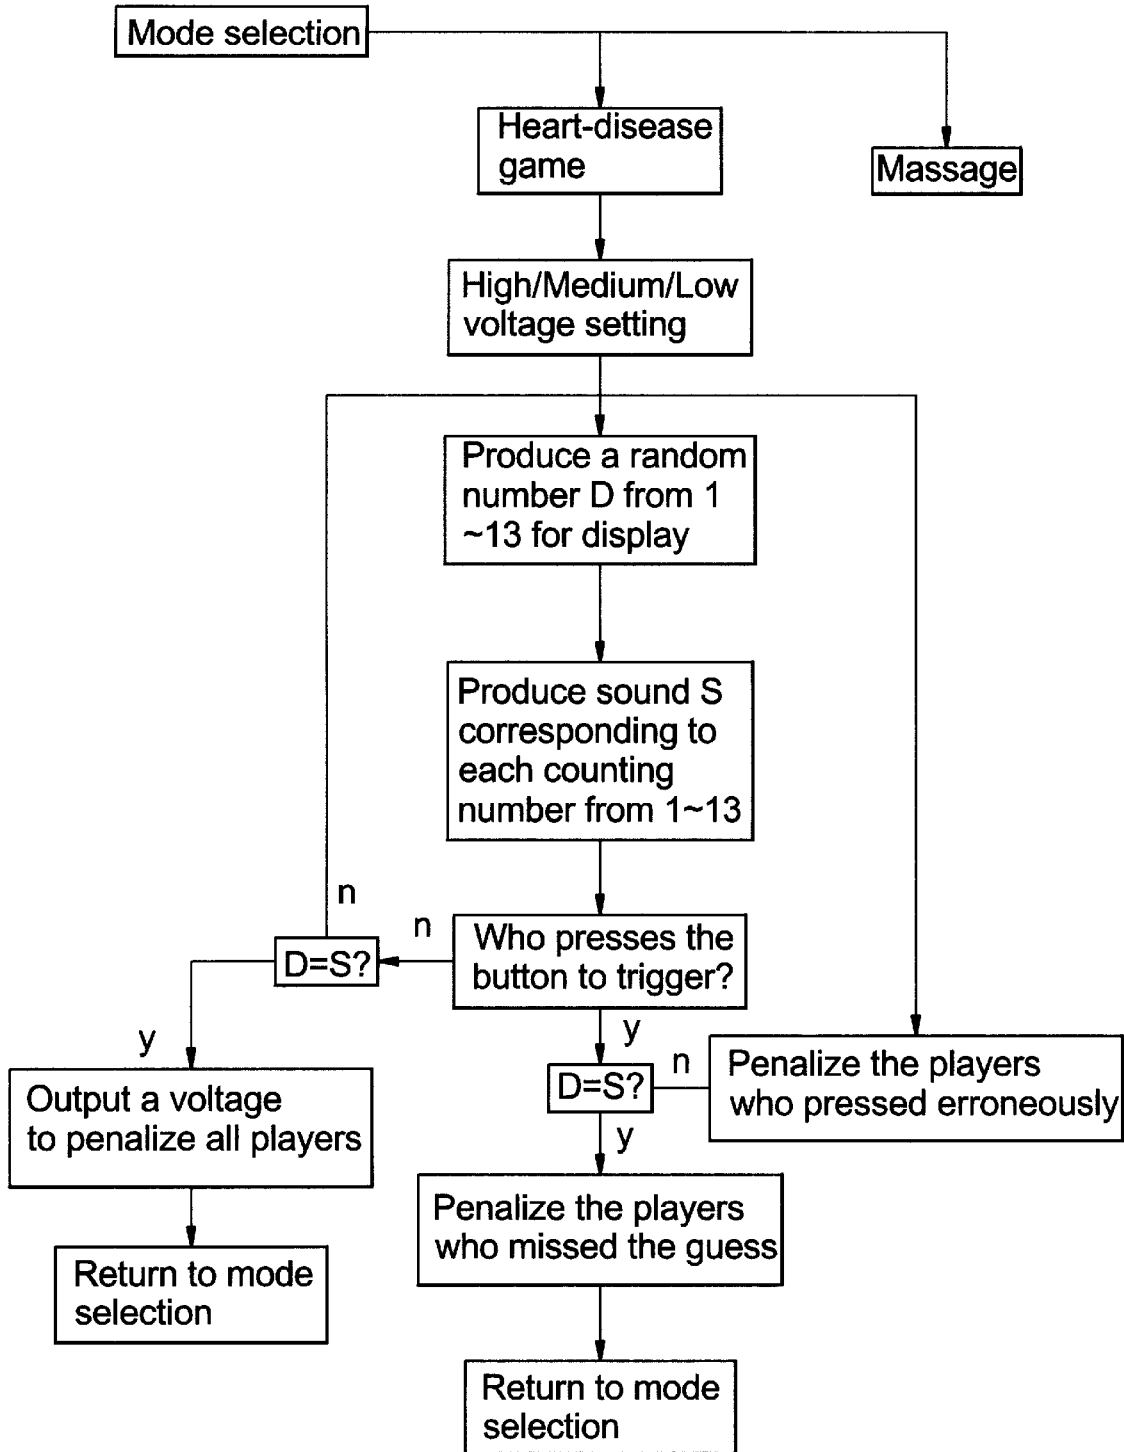 Mode selection
Heart-disease
game
Massage
High/Medium/Low
voltage setting
Produce a random
number D from 1
~13 for display
Produce sound S
corresponding to
each counting
number from 1~13
n
n
Who presses the
button to trigger?
D=S?
y
y
n
D=S?
Penalize the players
who pressed erroneously
Output a voltage
to penalize all players
y
Penalize the players
who missed the guess
Return to mode
selection
Return to mode
selection